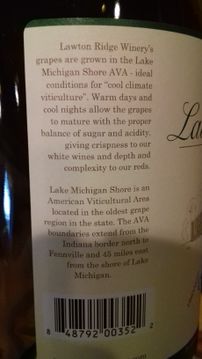 Lawton Ridge Winery's
grapes are grown in the Lake
Michigan Shore AVA - ideal
conditions for "cool climate
viticulture". Warm days and
cool nights allow the grapes
to mature with the proper
balance of sugar and acidity,
giving crispness to our
white wines and depth and
complexity to our reds.
Lake Michigan Shore is an
American Viticultural Area
located in the oldest grape
region in the state. The AVA
boundaries extend from the
Indiana border north to
Fennville and 45 miles east
from the shore of Lake
Michigan.
8 48792 00352 2